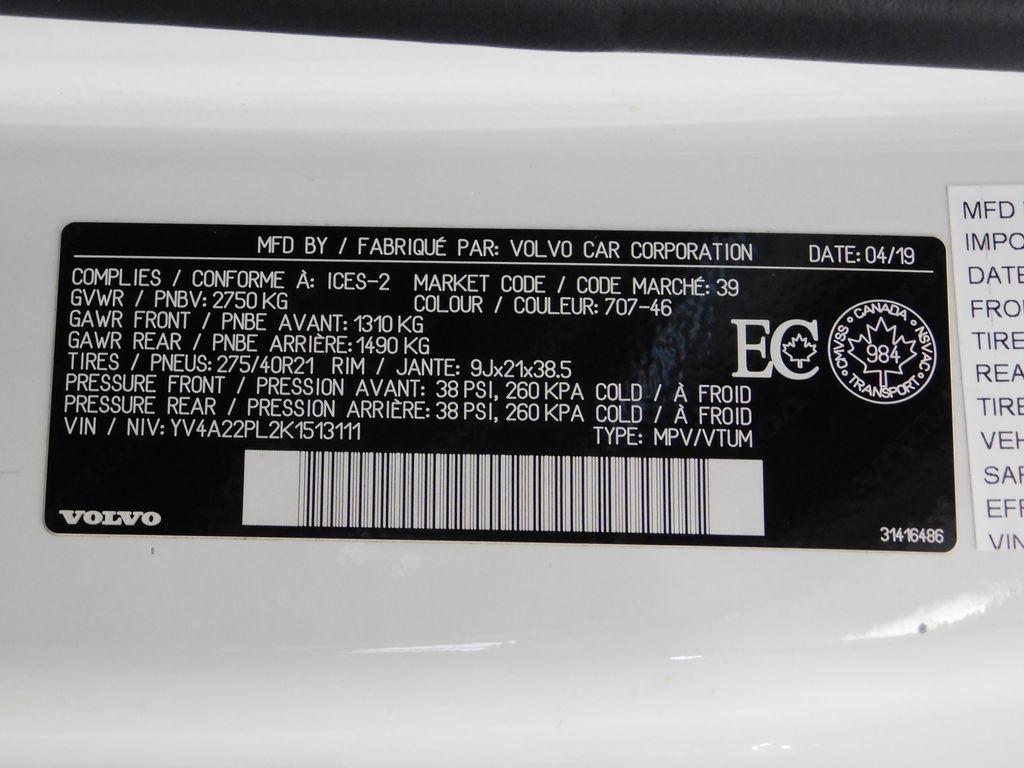 MFD BY / FABRIQUÉ PAR: VOLVO CAR CORPORATION DATE: 04/19
COMPLIES / CONFORME À: ICES-2 MARKET CODE / CODE MARCHÉ: 39
GVWR / PNBV: 2750 KG COLOUR / COULEUR: 707-46
GAWR FRONT / PNBE AVANT: 1310 KG
GAWR REAR / PNBE ARRIÈRE: 1490 KG
TIRES / PNEUS: 275/40R21 RIM / JANTE: 9Jx21x38.5
PRESSURE FRONT / PRESSION AVANT: 38 PSI, 260 KPA COLD / À FROID
PRESSURE REAR / PRESSION ARRIÈRE: 38 PSI, 260 KPA COLD / À FROID
VIN / NIV: YV4A22PL2K1513111 TYPE: MPV/VTUM
EC
CANADA
CMVSS
NSVAC
984
TRANSPORT
VOLVO
31416486
MFD
IMPO
DATE
FRO
TIRE
REA
TIRE
VEH
SAF
EFF
VIN